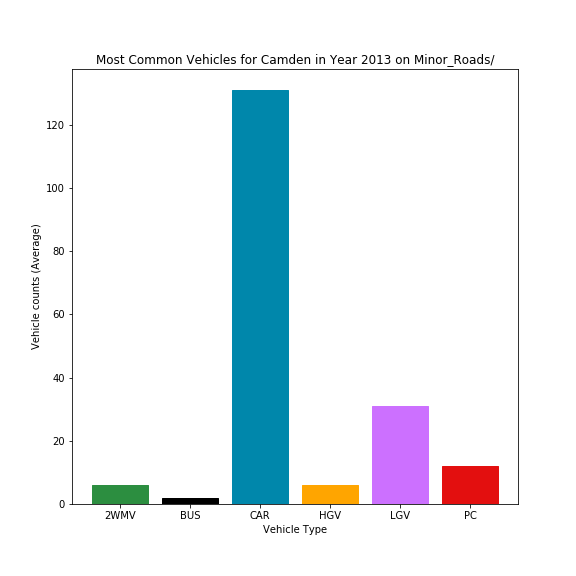 Most Common Vehicles for Camden in Year 2013 on Minor_Roads/
Vehicle counts (Average)
120
100
80
60
40
20
0
2WMV BUS CAR HGV LGV PC
Vehicle Type